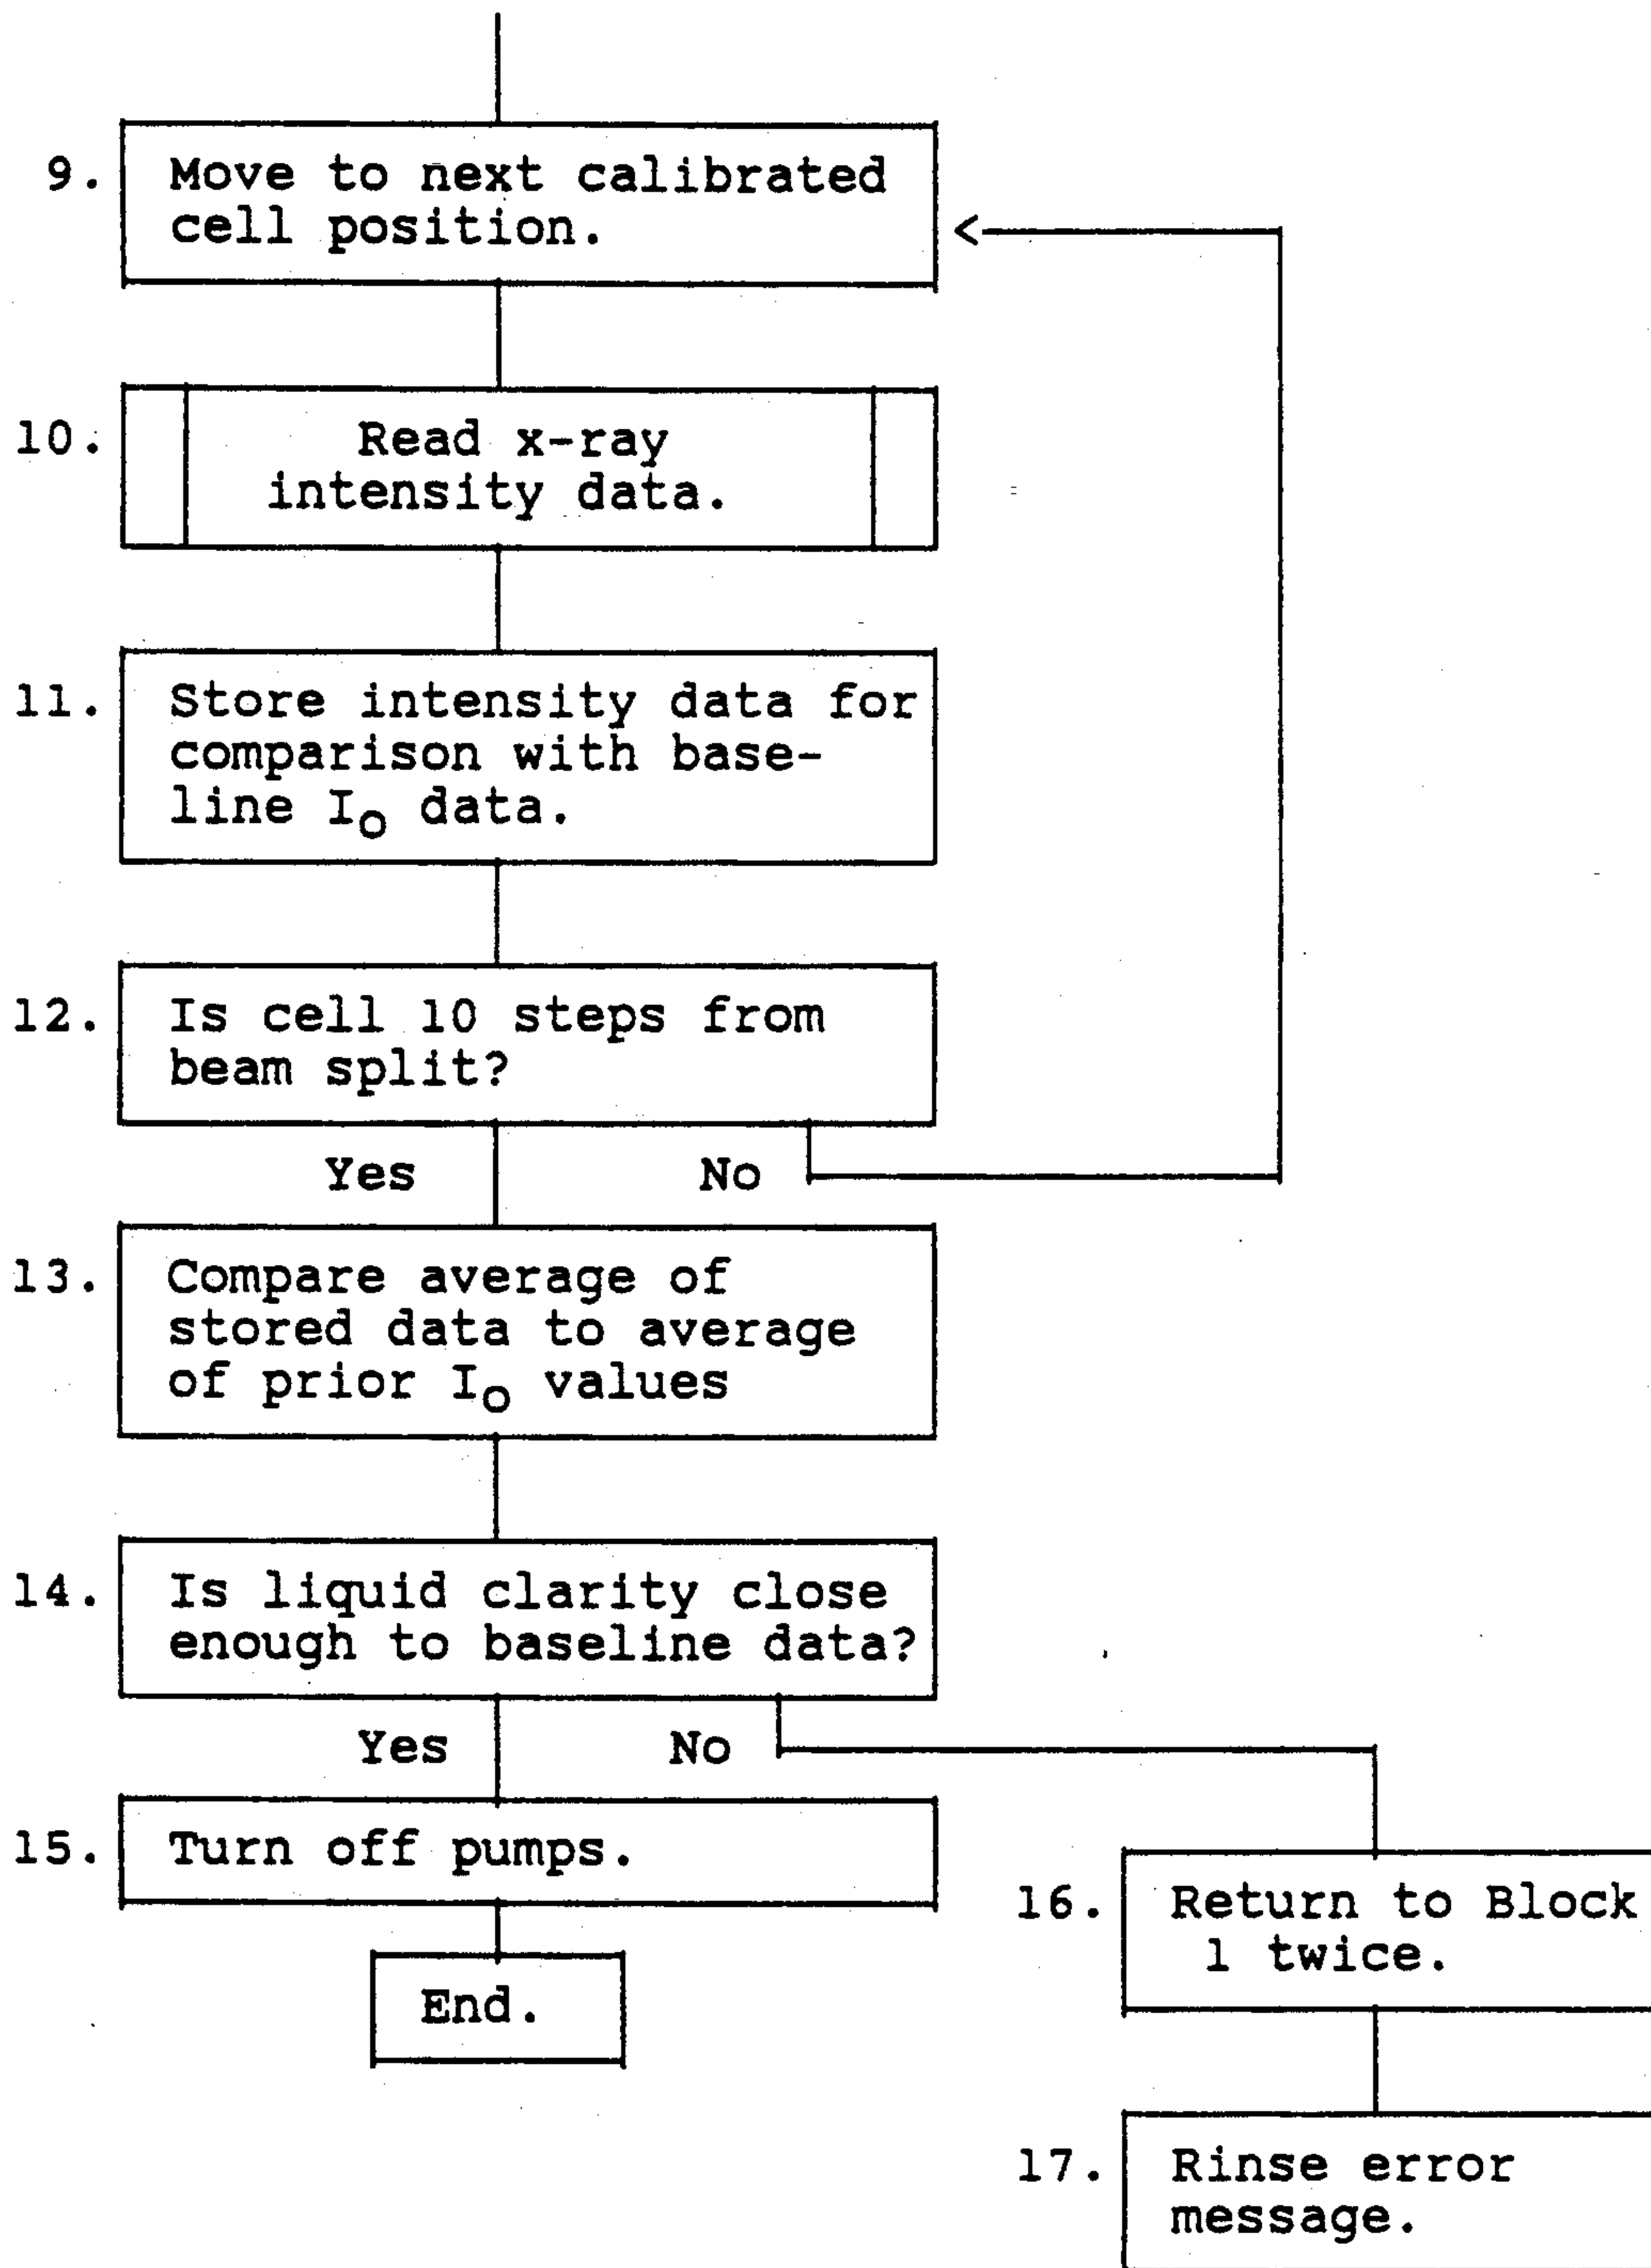 9. Move to next calibrated
cell position.
<
10. Read x-ray
intensity data.
11. Store intensity data for
comparison with base-
line I₀ data.
12. Is cell 10 steps from
beam split?
Yes No
13. Compare average of
stored data to average
of prior I₀ values
14. Is liquid clarity close
enough to baseline data?
Yes No
15. Turn off pumps.
16. Return to Block
1 twice.
End.
17. Rinse error
message.